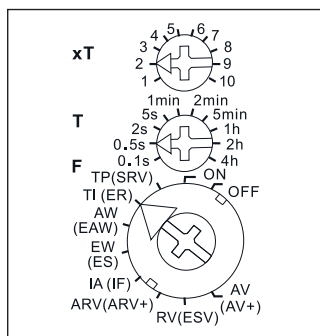 xT
1
2
3
4
5
6
7
8
9
10
T
0.1s
0.5s
2s
5s
1min
2min
5min
1h
2h
4h
F
TP(SRV)
TI (ER)
AW
(EAW)
EW
(ES)
IA (IF)
ARV(ARV+)
RV(ESV)
AV
(AV+)
OFF
ON